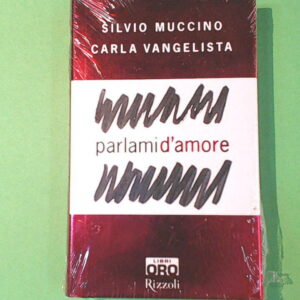 SILVIO MUCCINO
CARLA VANGELISTA
parlamid'amore
LIBRI
ORO
Rizzoli